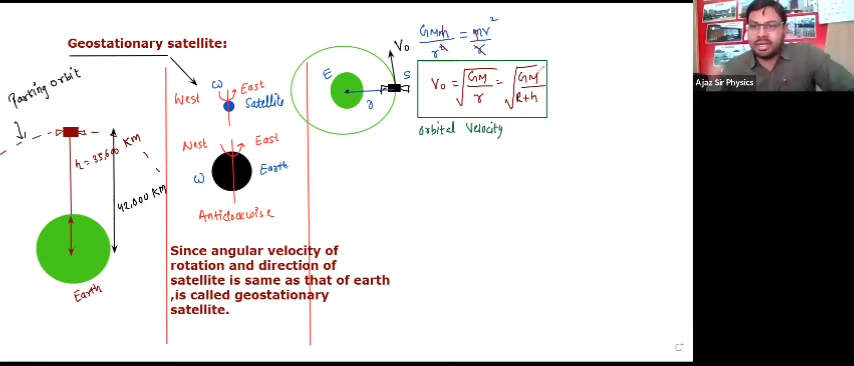 Geostationary satellite:
Parking orbit
h = 35,600 KM
42,000 KM
Earth
ω
West East
Satellite
West East
ω Earth
Anticlockwise
Since angular velocity of
rotation and direction of
satellite is same as that of earth
,is called geostationary
satellite.
E
V₀
S
r
GMm/r² = mv²/r
V₀ = √(GM/r) = √(GM/(R+h))
orbital Velocity
Ajaz Sir Physics